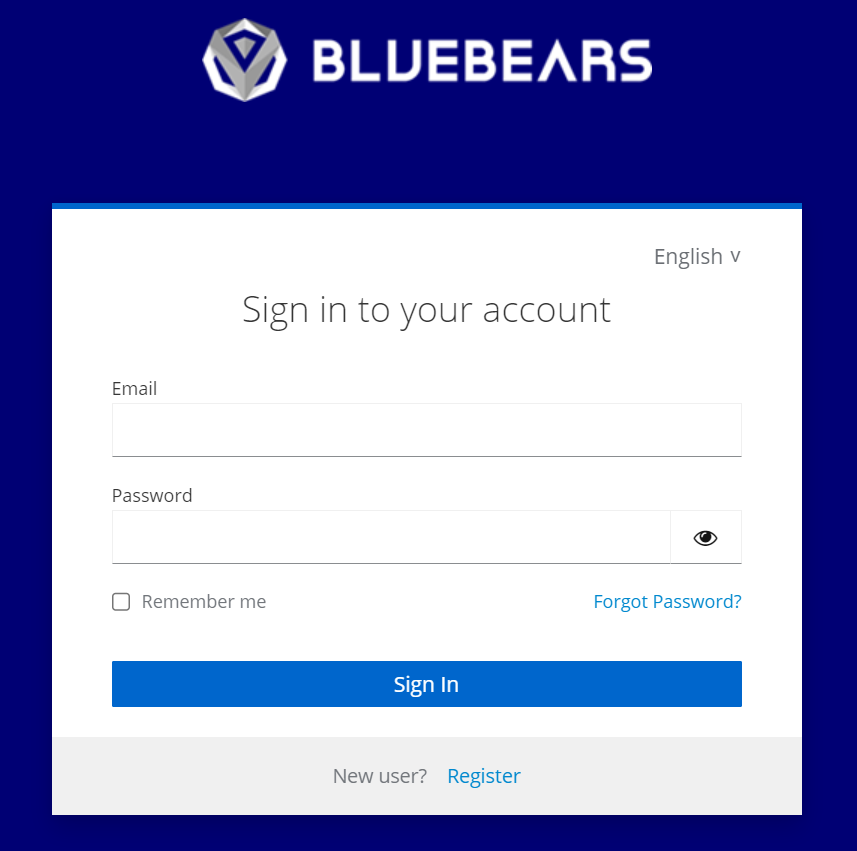 BLUEBEARS
English v
Sign in to your account
Email
Password
Remember me Forgot Password?
Sign In
New user? Register